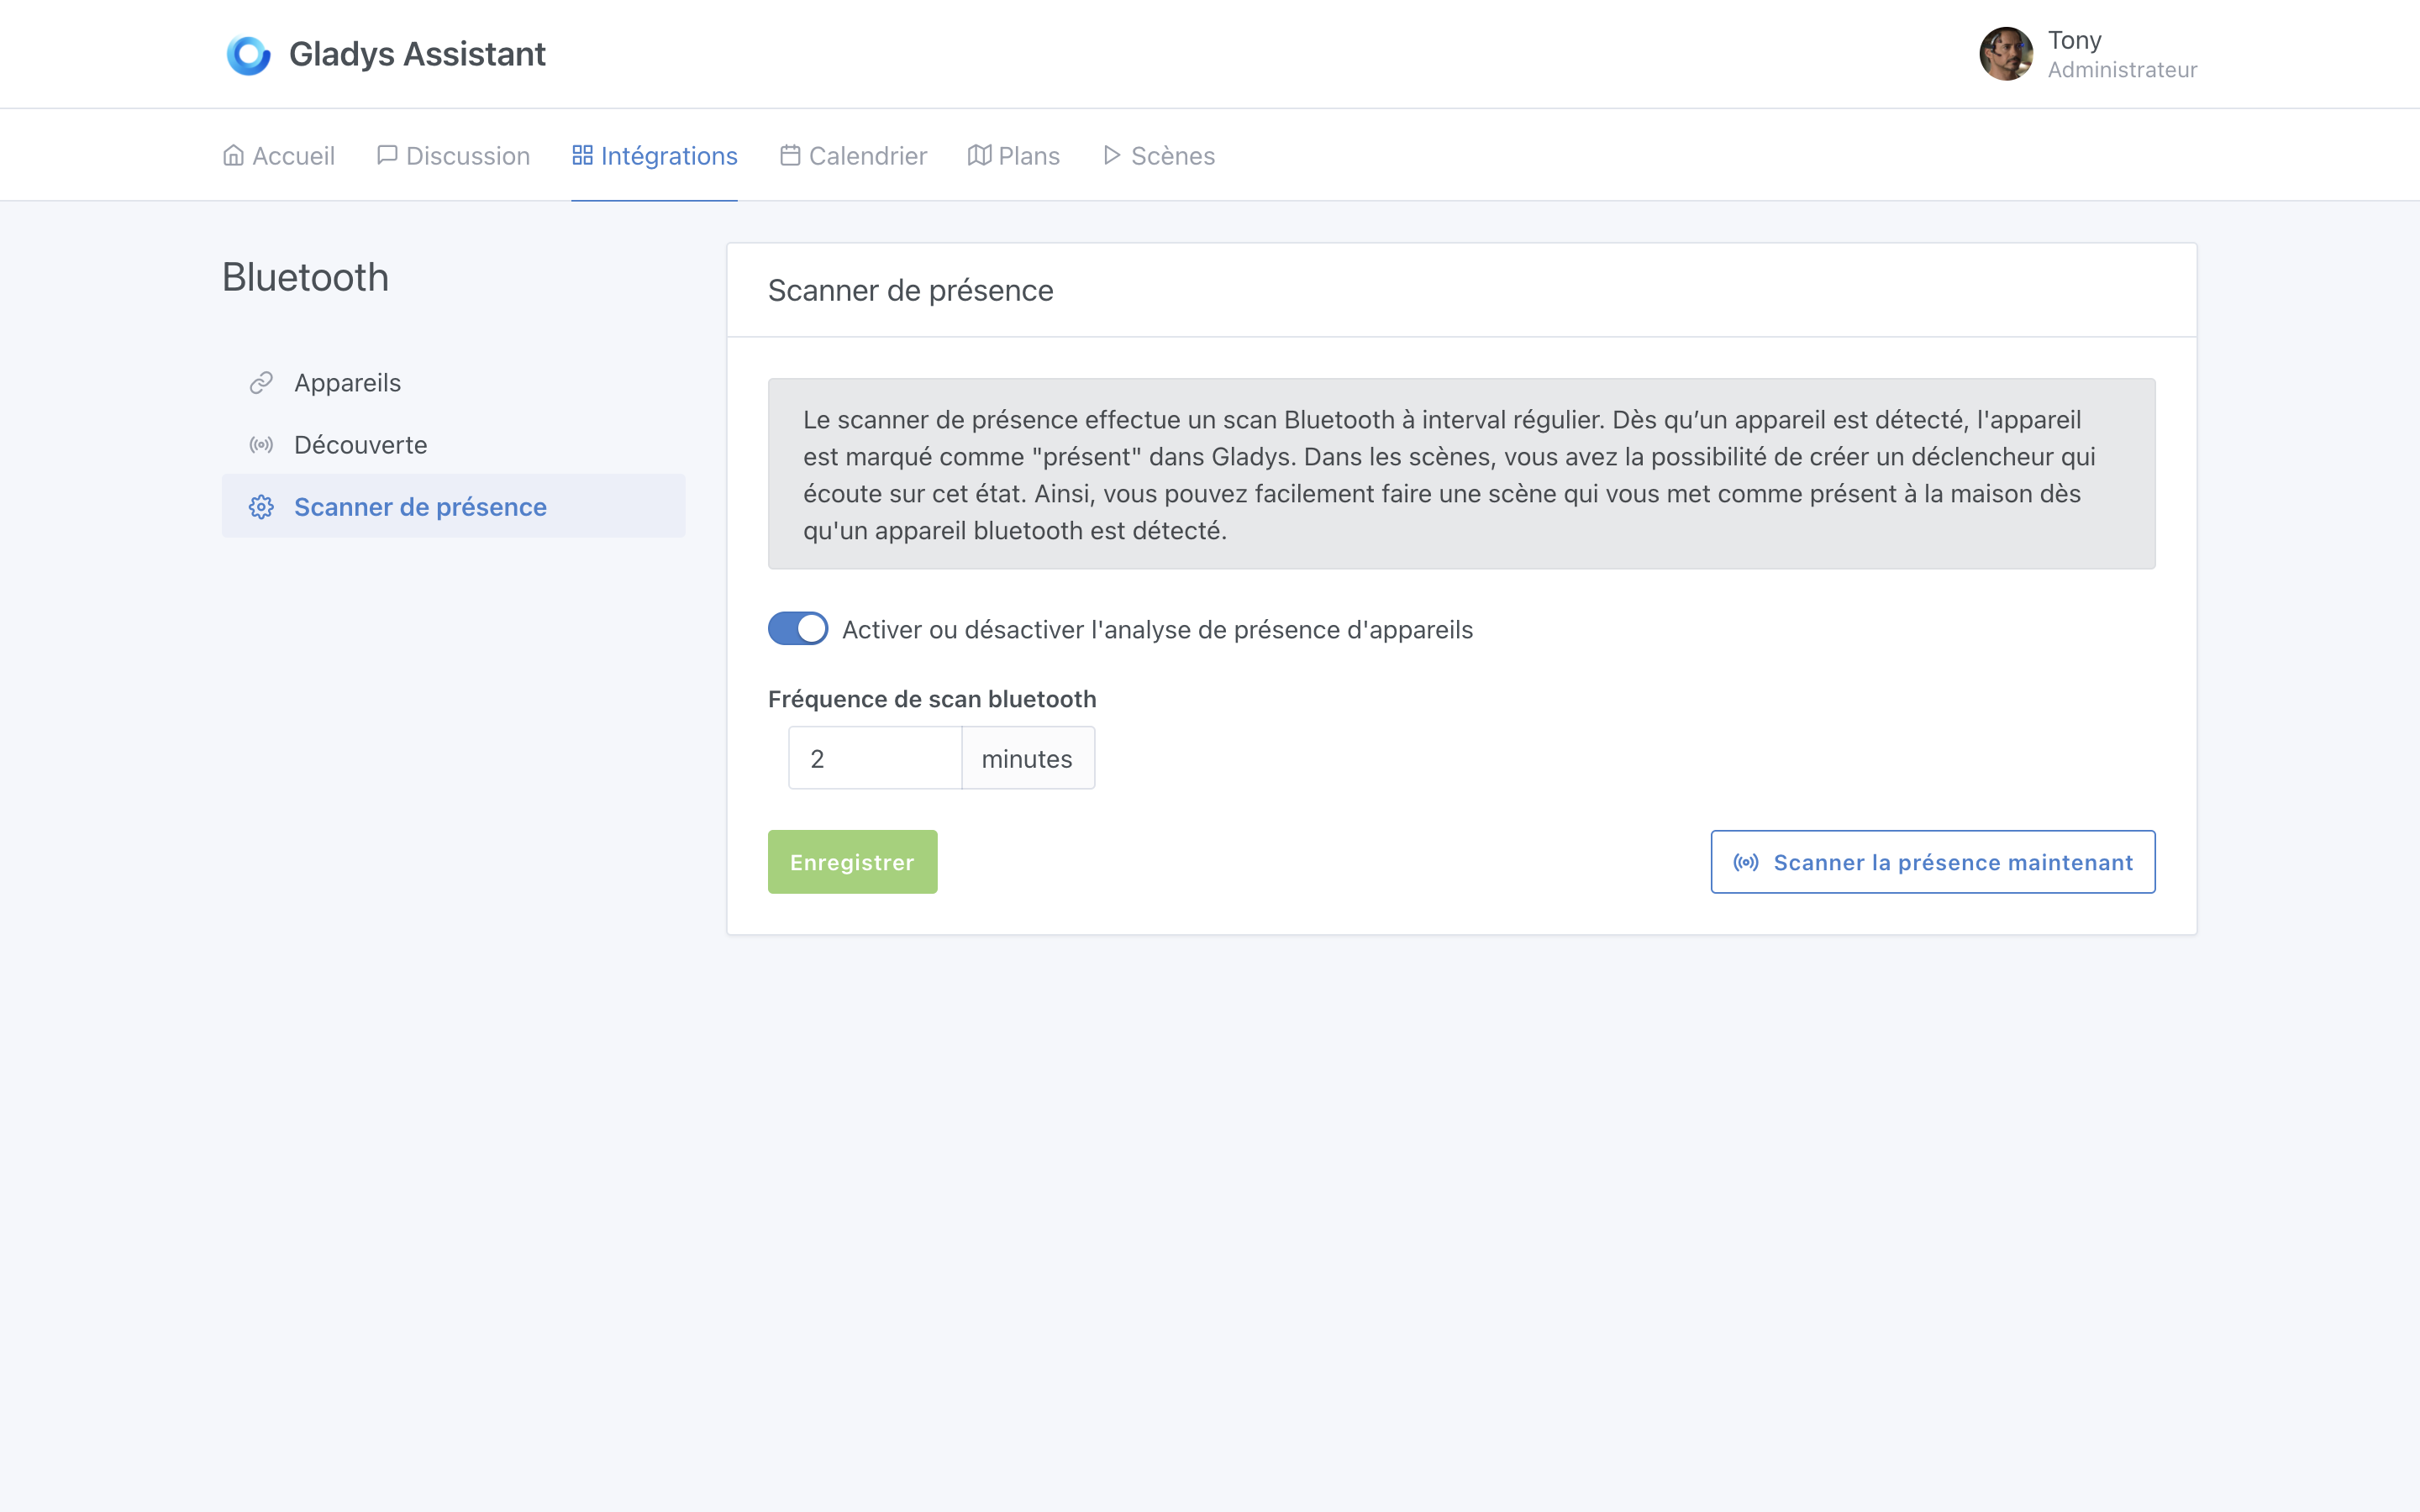 Gladys Assistant
Tony
Administrateur
Accueil
Discussion
Intégrations
Calendrier
Plans
Scènes
Bluetooth
Appareils
Découverte
Scanner de présence
Scanner de présence
Le scanner de présence effectue un scan Bluetooth à interval régulier. Dès qu’un appareil est détecté, l'appareil
est marqué comme "présent" dans Gladys. Dans les scènes, vous avez la possibilité de créer un déclencheur qui
écoute sur cet état. Ainsi, vous pouvez facilement faire une scène qui vous met comme présent à la maison dès
qu'un appareil bluetooth est détecté.
Activer ou désactiver l'analyse de présence d'appareils
Fréquence de scan bluetooth
2 minutes
Enregistrer
Scanner la présence maintenant